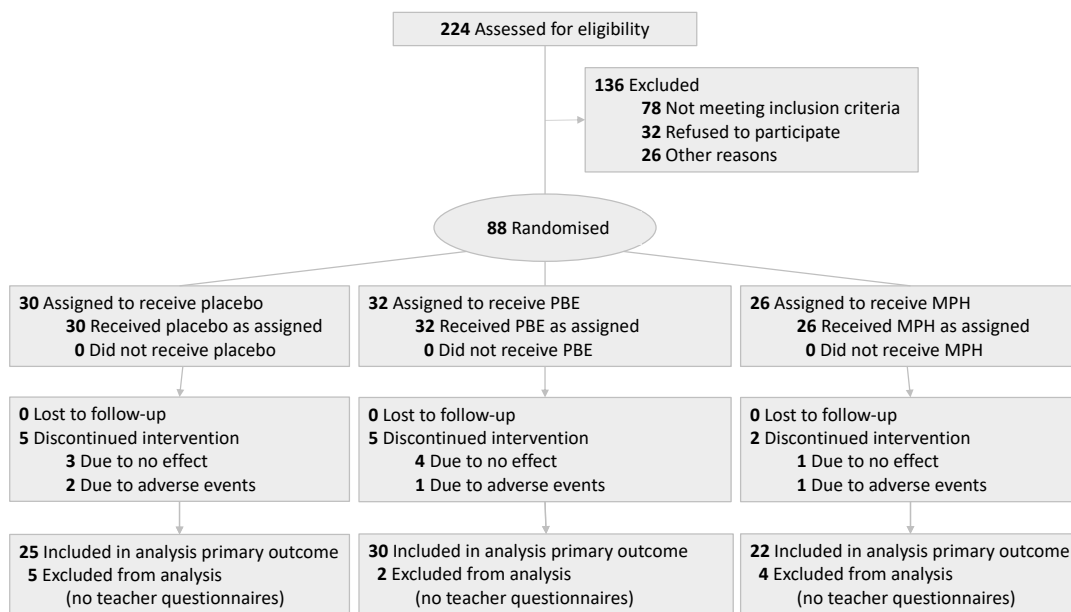 224 Assessed for eligibility
136 Excluded
78 Not meeting inclusion criteria
32 Refused to participate
26 Other reasons
88 Randomised
30 Assigned to receive placebo
30 Received placebo as assigned
0 Did not receive placebo
32 Assigned to receive PBE
32 Received PBE as assigned
0 Did not receive PBE
26 Assigned to receive MPH
26 Received MPH as assigned
0 Did not receive MPH
0 Lost to follow-up
5 Discontinued intervention
3 Due to no effect
2 Due to adverse events
0 Lost to follow-up
5 Discontinued intervention
4 Due to no effect
1 Due to adverse events
0 Lost to follow-up
2 Discontinued intervention
1 Due to no effect
1 Due to adverse events
25 Included in analysis primary outcome
5 Excluded from analysis
(no teacher questionnaires)
30 Included in analysis primary outcome
2 Excluded from analysis
(no teacher questionnaires)
22 Included in analysis primary outcome
4 Excluded from analysis
(no teacher questionnaires)